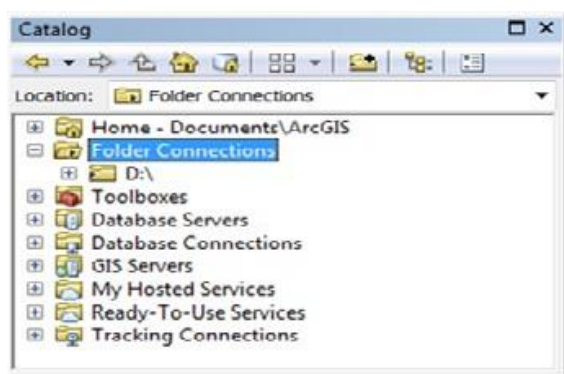 Catalog
Location: Folder Connections
Home - Documents\ArcGIS
Folder Connections
D:\
Toolboxes
Database Servers
Database Connections
GIS Servers
My Hosted Services
Ready-To-Use Services
Tracking Connections